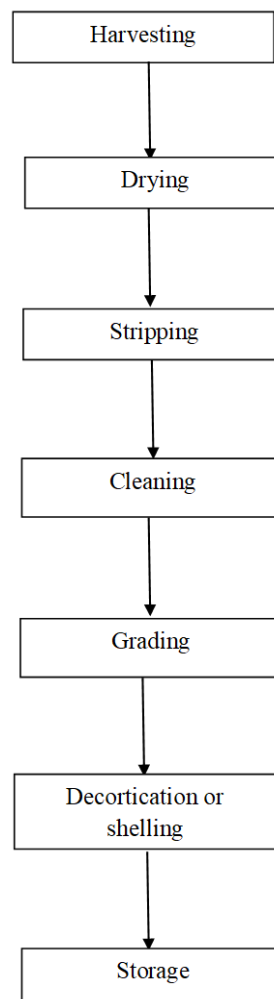 Harvesting
Drying
Stripping
Cleaning
Grading
Decortication or
shelling
Storage